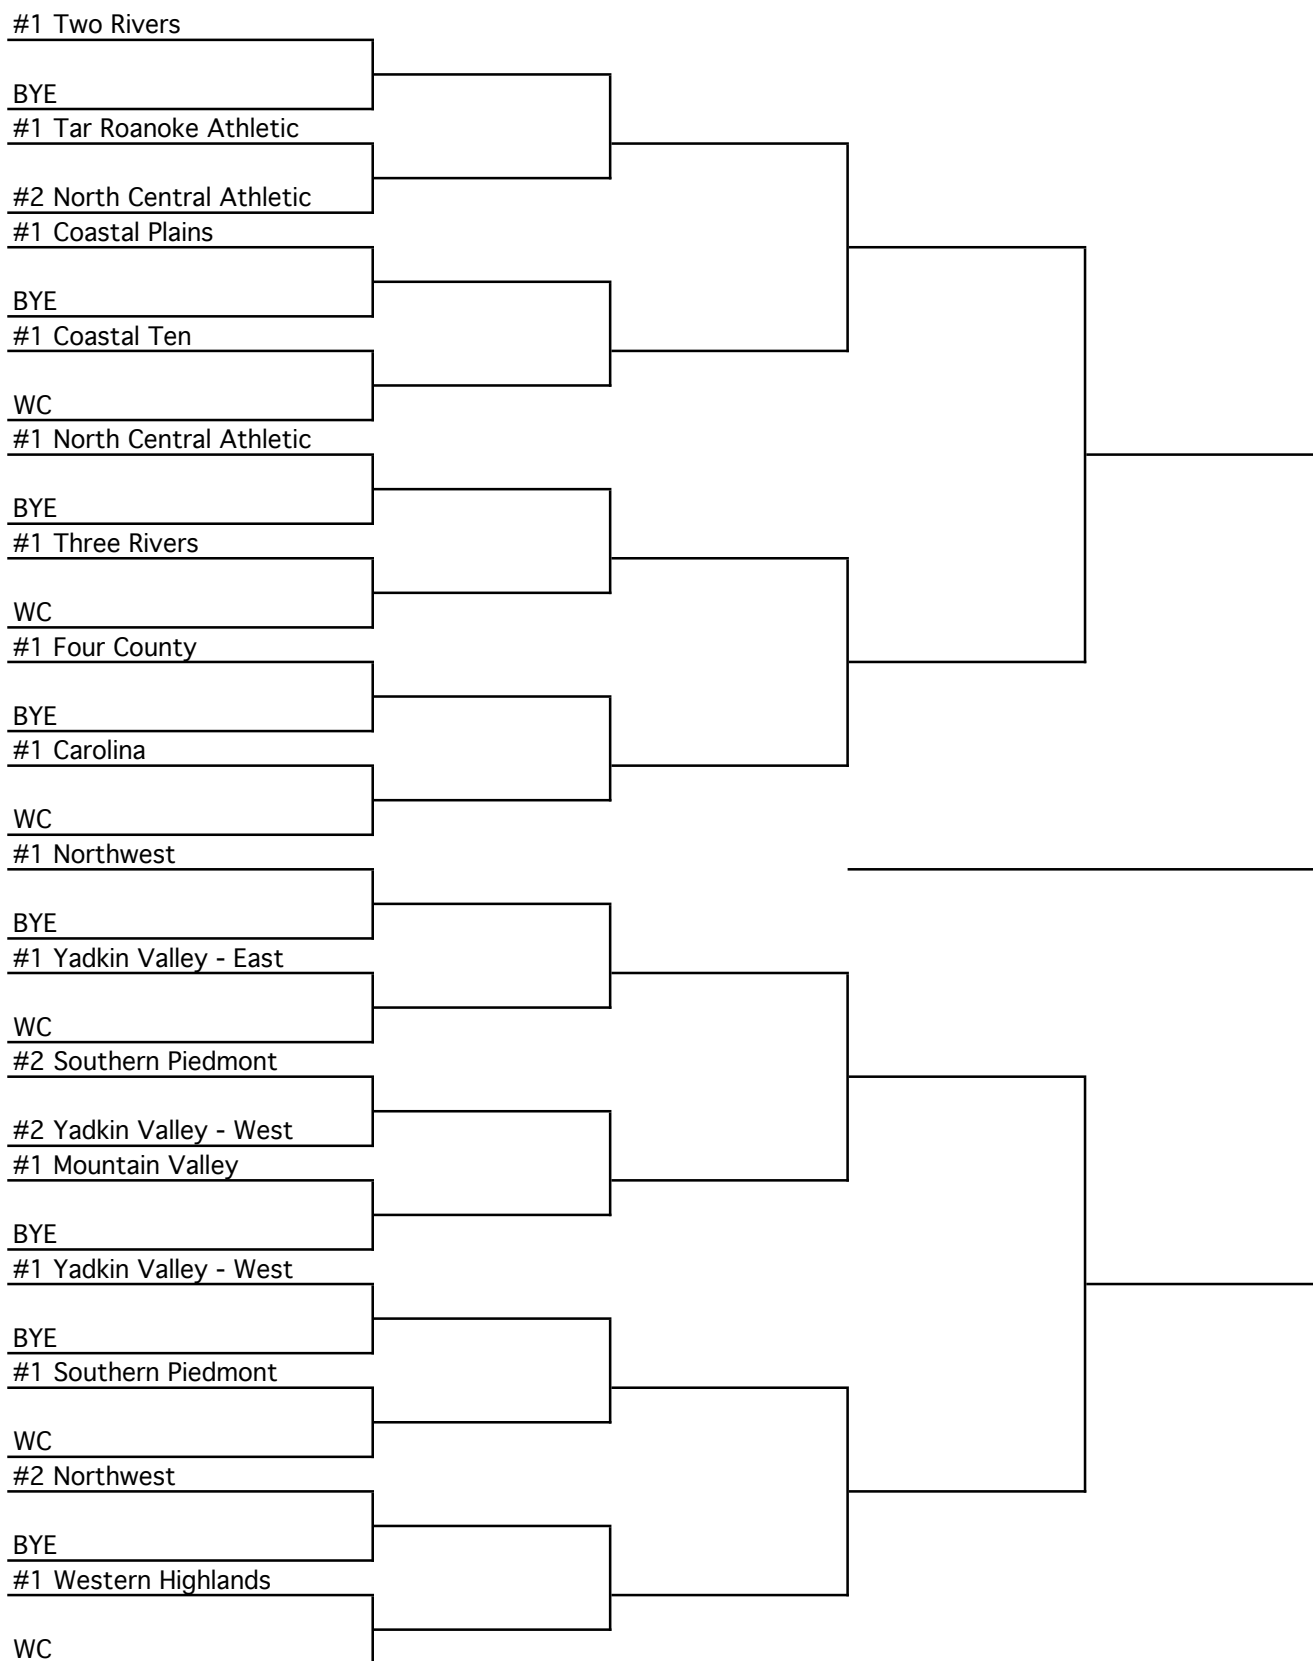 #1 Two Rivers
BYE
#1 Tar Roanoke Athletic
#2 North Central Athletic
#1 Coastal Plains
BYE
#1 Coastal Ten
WC
#1 North Central Athletic
BYE
#1 Three Rivers
WC
#1 Four County
BYE
#1 Carolina
WC
#1 Northwest
BYE
#1 Yadkin Valley - East
WC
#2 Southern Piedmont
#2 Yadkin Valley - West
#1 Mountain Valley
BYE
#1 Yadkin Valley - West
BYE
#1 Southern Piedmont
WC
#2 Northwest
BYE
#1 Western Highlands
WC